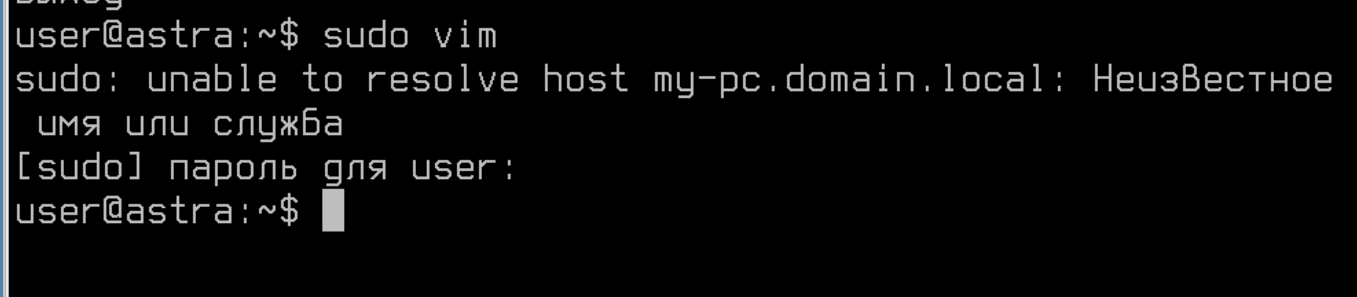 user@astra:~$ sudo vim
sudo: unable to resolve host my-pc.domain.local: Неизвестное
имя или служба
[sudo] пароль для user:
user@astra:~$